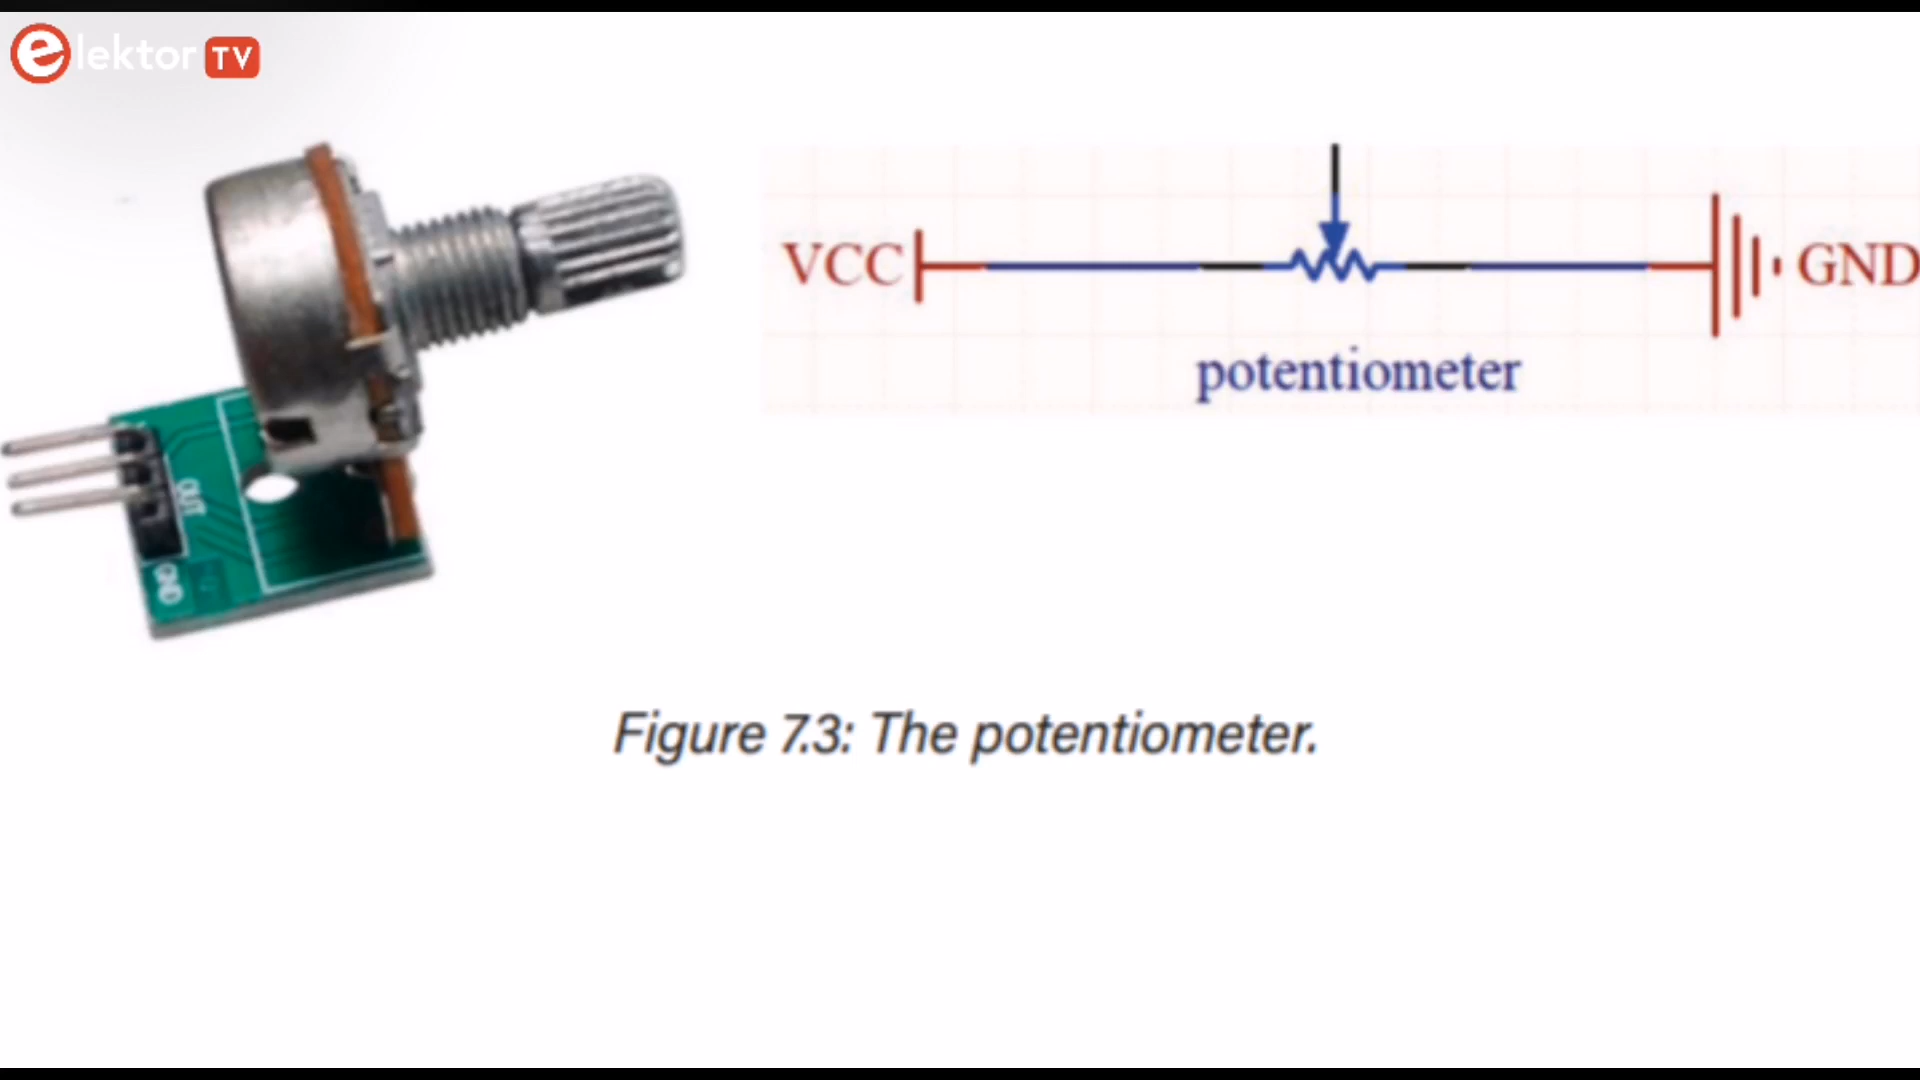 elektor TV
VCC
GND
potentiometer
OUT
GND
Figure 7.3: The potentiometer.